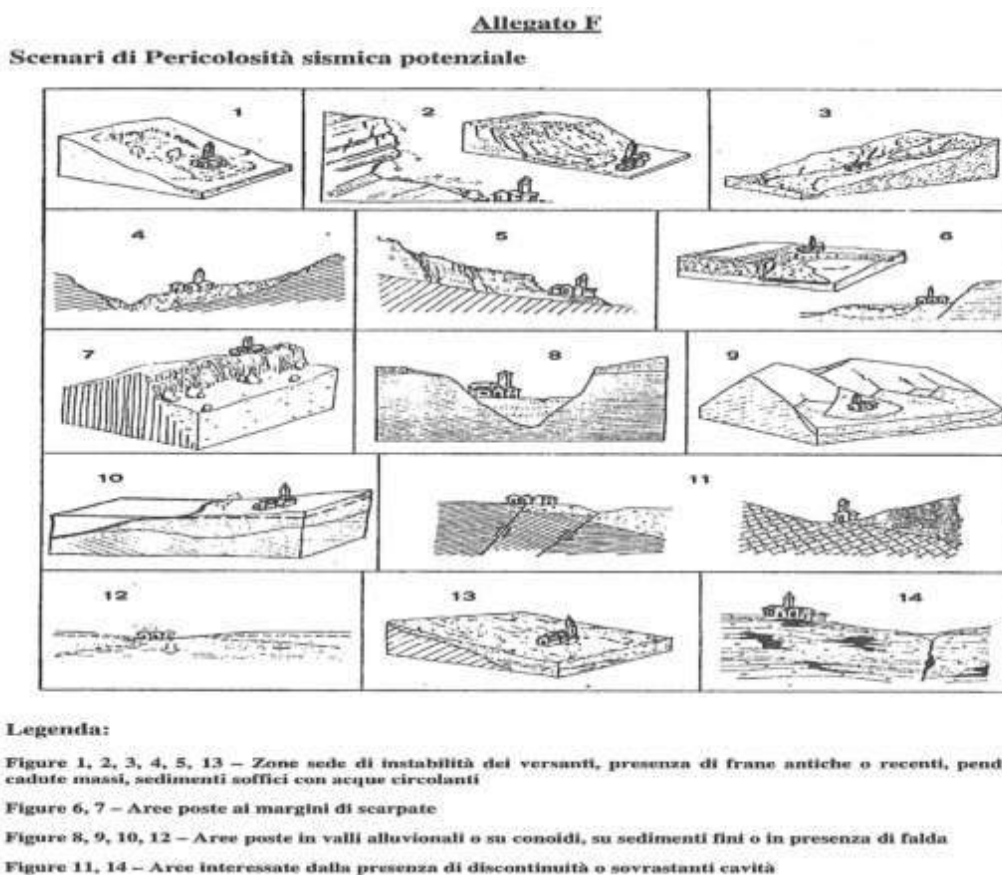 Allegato F
Scenari di Pericolosità sismica potenziale
1
2
3
4
5
6
7
8
9
10
11
12
13
14
Legenda:
Figure 1, 2, 3, 4, 5, 13 – Zone sede di instabilità dei versanti, presenza di frane antiche o recenti, pend
cadute massi, sedimenti soffici con acque circolanti
Figure 6, 7 – Aree poste ai margini di scarpate
Figure 8, 9, 10, 12 – Aree poste in valli alluvionali o su conoidi, su sedimenti fini o in presenza di falda
Figure 11, 14 – Aree interessate dalla presenza di discontinuità o sovrastanti cavità